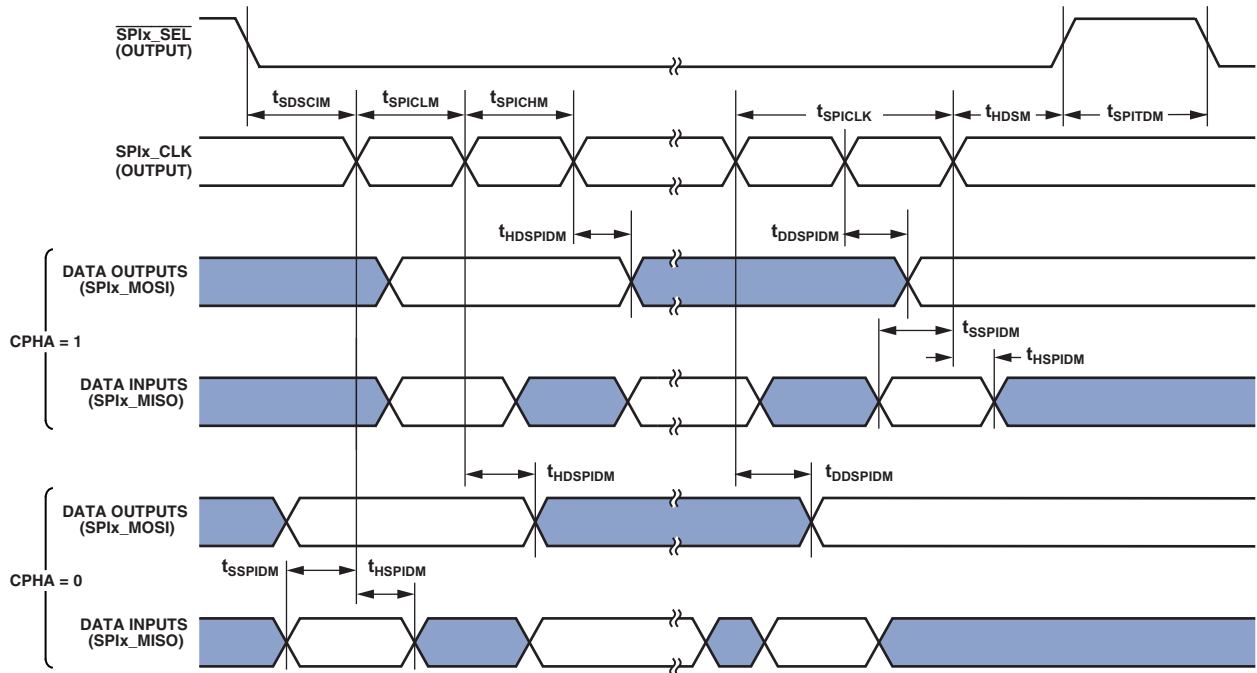 SPIx_SEL
(OUTPUT)
tSDSCIM tSPICLM tSPICHM tSPICLK tHDSM tSPITDM
SPIx_CLK
(OUTPUT)
tHDSPIDM tDDSPIDM
DATA OUTPUTS
(SPIx_MOSI)
tSSPIDM
CPHA = 1
tHSPIDM
DATA INPUTS
(SPIx_MISO)
tHDSPIDM tDDSPIDM
DATA OUTPUTS
(SPIx_MOSI)
tSSPIDM tHSPIDM
CPHA = 0
DATA INPUTS
(SPIx_MISO)